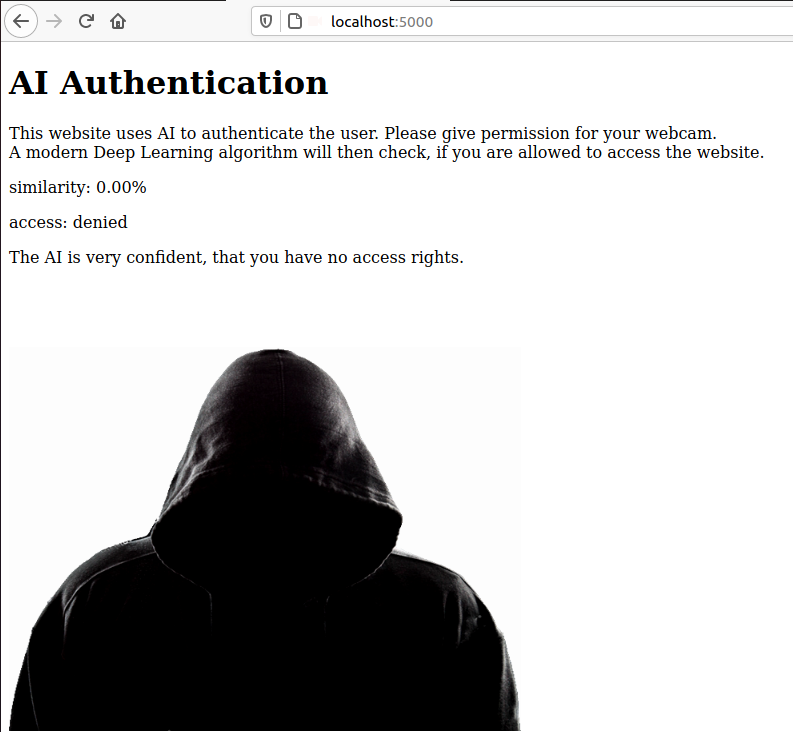 localhost:5000
AI Authentication
This website uses AI to authenticate the user. Please give permission for your webcam.
A modern Deep Learning algorithm will then check, if you are allowed to access the website.
similarity: 0.00%
access: denied
The AI is very confident, that you have no access rights.